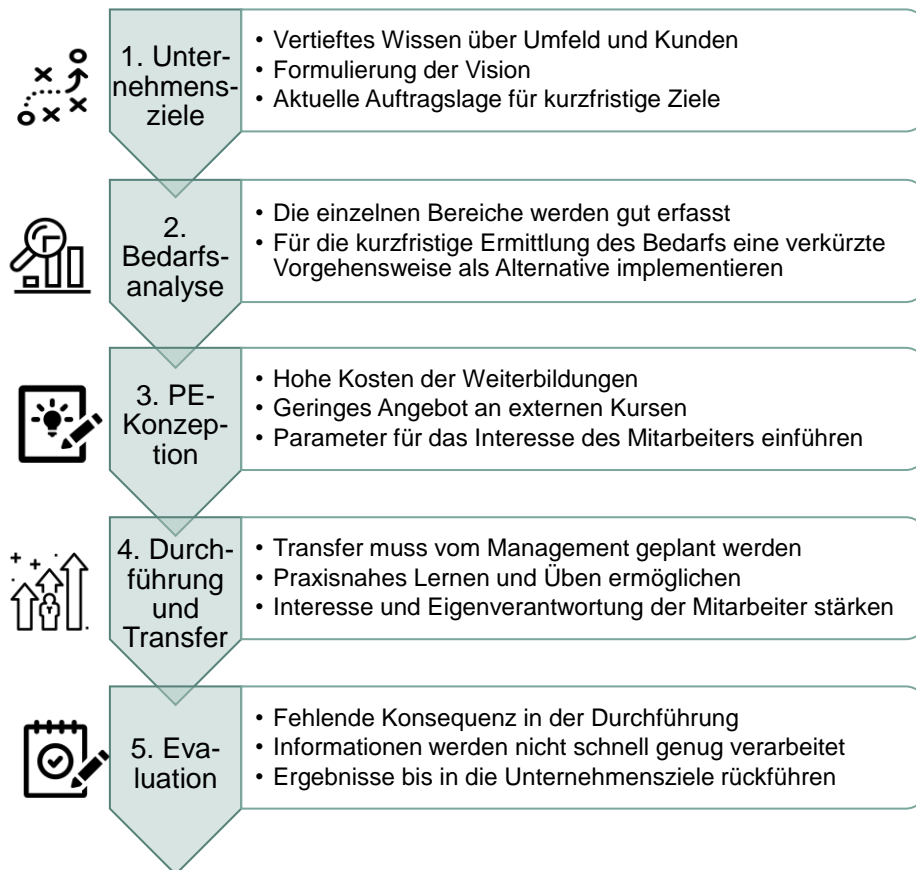 1. Unter-
nehmens-
ziele
• Vertieftes Wissen über Umfeld und Kunden
• Formulierung der Vision
• Aktuelle Auftragslage für kurzfristige Ziele
2.
Bedarfs-
analyse
• Die einzelnen Bereiche werden gut erfasst
• Für die kurzfristige Ermittlung des Bedarfs eine verkürzte
Vorgehensweise als Alternative implementieren
3. PE-
Konzep-
tion
• Hohe Kosten der Weiterbildungen
• Geringes Angebot an externen Kursen
• Parameter für das Interesse des Mitarbeiters einführen
4. Durch-
führung
und
Transfer
• Transfer muss vom Management geplant werden
• Praxisnahes Lernen und Üben ermöglichen
• Interesse und Eigenverantwortung der Mitarbeiter stärken
5. Eva-
luation
• Fehlende Konsequenz in der Durchführung
• Informationen werden nicht schnell genug verarbeitet
• Ergebnisse bis in die Unternehmensziele rückführen